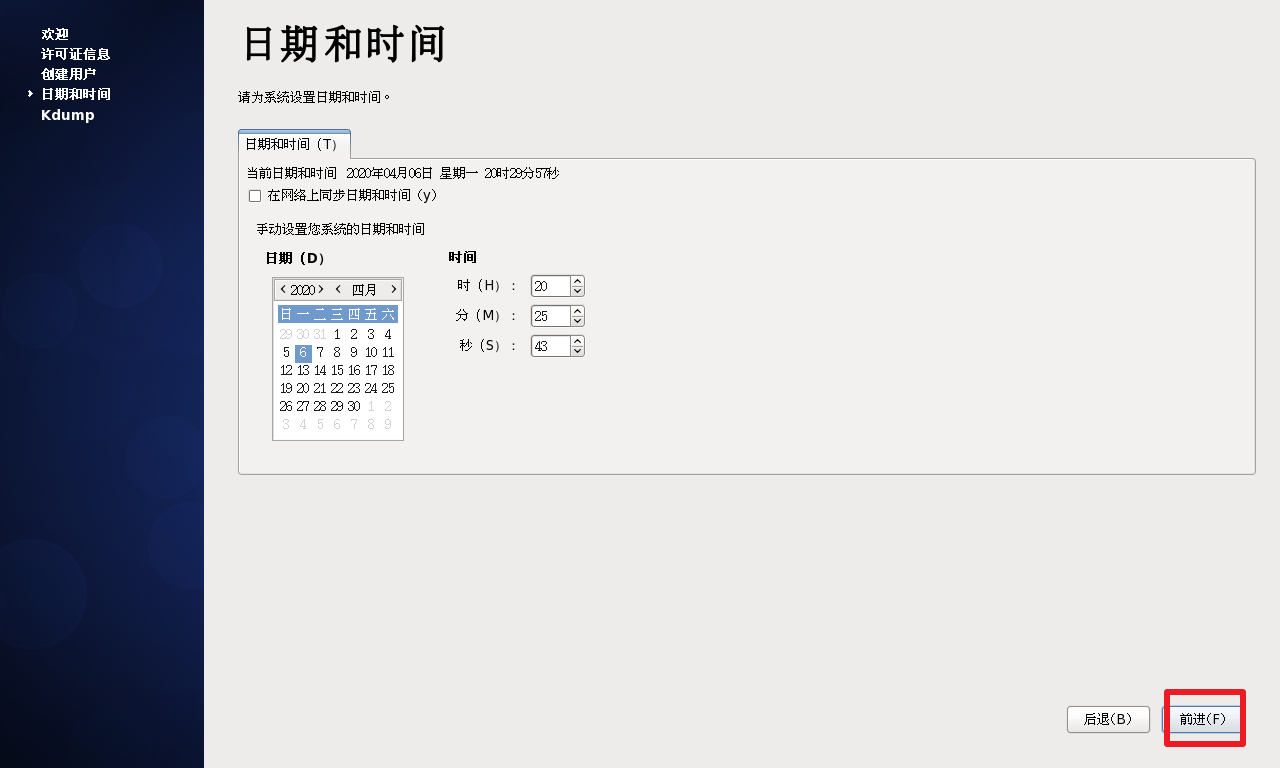 欢迎
许可证信息
创建用户
日期和时间
Kdump
日期和时间
请为系统设置日期和时间。
日期和时间（T）
当前日期和时间 2020年04月06日 星期一 20时29分57秒
在网络上同步日期和时间（y）
手动设置您系统的日期和时间
日期（D）
2020 四月
日 一 二 三 四 五 六
29 30 31 1 2 3 4
5 6 7 8 9 10 11
12 13 14 15 16 17 18
19 20 21 22 23 24 25
26 27 28 29 30 1 2
3 4 5 6 7 8 9
时间
时（H）： 20
分（M）： 25
秒（S）： 43
后退(B) 前进(F)